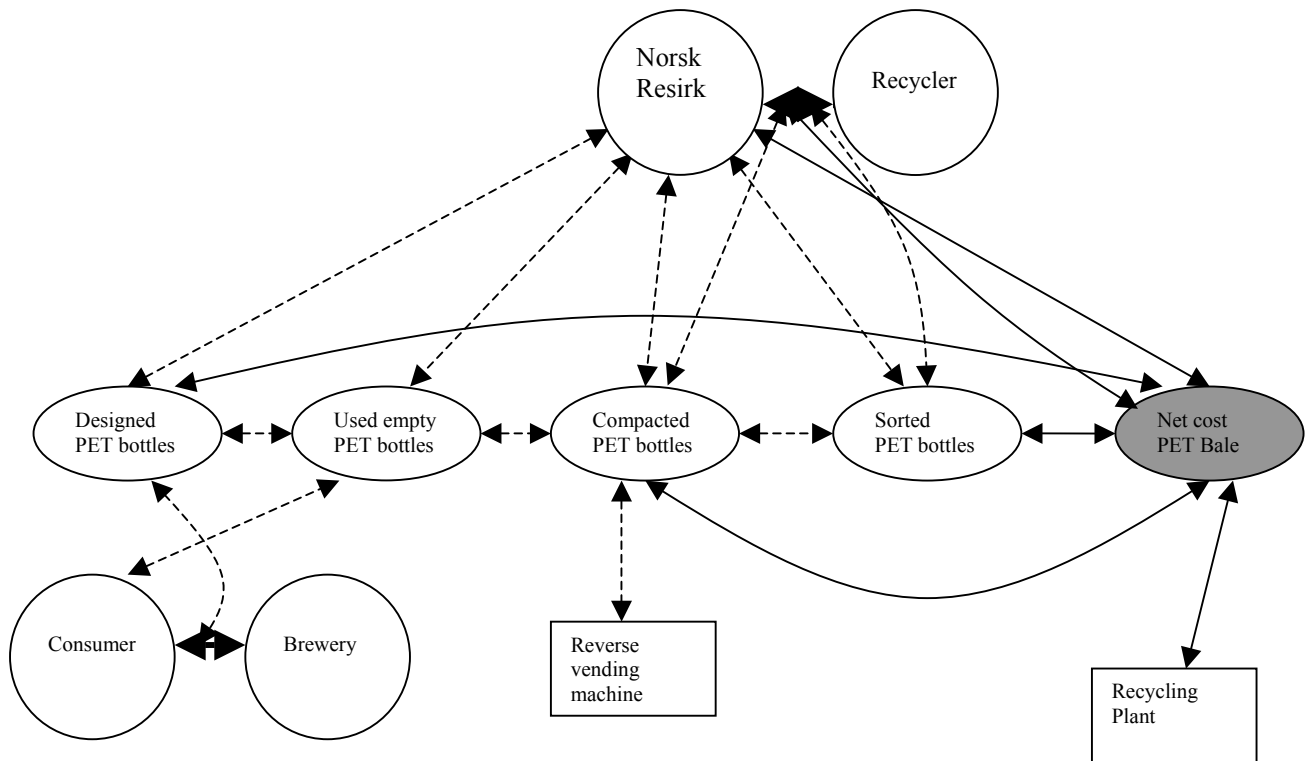 Norsk
Resirk
Recycler
Designed
PET bottles
Used empty
PET bottles
Compacted
PET bottles
Sorted
PET bottles
Net cost
PET Bale
Consumer
Brewery
Reverse
vending
machine
Recycling
Plant